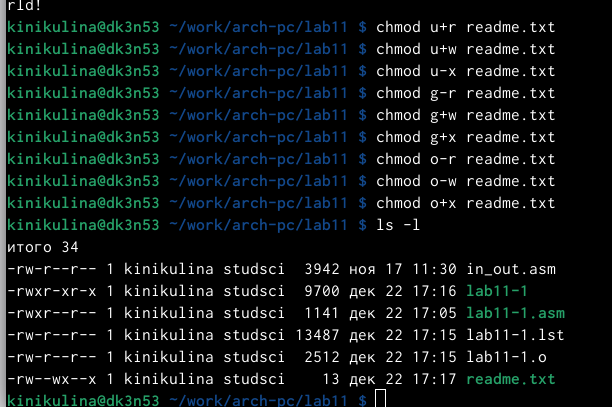 rld!
kinikulina@dk3n53 ~/work/arch-pc/lab11 $ chmod u+r readme.txt
kinikulina@dk3n53 ~/work/arch-pc/lab11 $ chmod u+w readme.txt
kinikulina@dk3n53 ~/work/arch-pc/lab11 $ chmod u-x readme.txt
kinikulina@dk3n53 ~/work/arch-pc/lab11 $ chmod g-r readme.txt
kinikulina@dk3n53 ~/work/arch-pc/lab11 $ chmod g+w readme.txt
kinikulina@dk3n53 ~/work/arch-pc/lab11 $ chmod g+x readme.txt
kinikulina@dk3n53 ~/work/arch-pc/lab11 $ chmod o-r readme.txt
kinikulina@dk3n53 ~/work/arch-pc/lab11 $ chmod o-w readme.txt
kinikulina@dk3n53 ~/work/arch-pc/lab11 $ chmod o+x readme.txt
kinikulina@dk3n53 ~/work/arch-pc/lab11 $ ls -l
итого 34
-rw-r--r-- 1 kinikulina studsci  3942 ноя 17 11:30 in_out.asm
-rwxr-xr-x 1 kinikulina studsci  9700 дек 22 17:16 lab11-1
-rwxr--r-- 1 kinikulina studsci  1141 дек 22 17:05 lab11-1.asm
-rw-r--r-- 1 kinikulina studsci 13487 дек 22 17:15 lab11-1.lst
-rw-r--r-- 1 kinikulina studsci  2512 дек 22 17:15 lab11-1.o
-rw--wx--x 1 kinikulina studsci    13 дек 22 17:17 readme.txt
kinikulina@dk3n53 ~/work/arch-pc/lab11 $